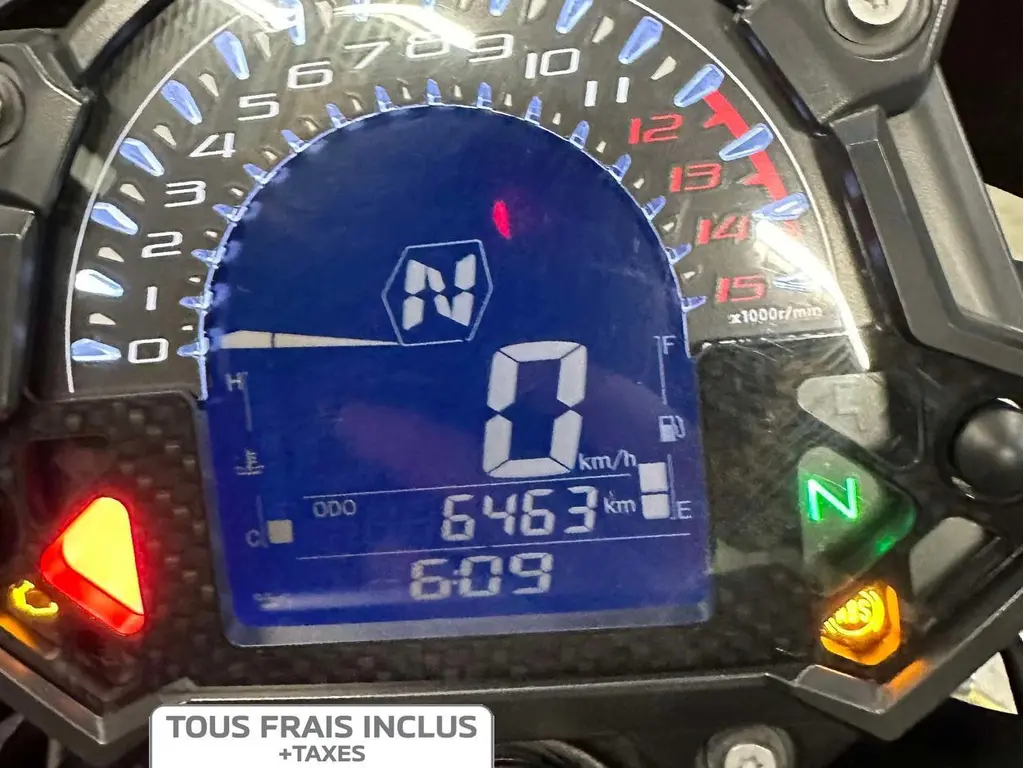 0
1
2
3
4
5
6
7
8
9
10
11
12
13
14
15
x1000r/min
N
F
H
0 km/h
ODO 6463 km
E
C
6:09
N
ABS
TOUS FRAIS INCLUS
+TAXES